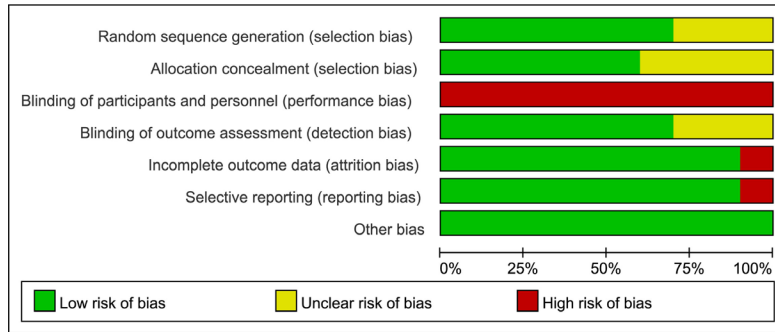 Random sequence generation (selection bias)
Allocation concealment (selection bias)
Blinding of participants and personnel (performance bias)
Blinding of outcome assessment (detection bias)
Incomplete outcome data (attrition bias)
Selective reporting (reporting bias)
Other bias
0% 25% 50% 75% 100%
Low risk of bias Unclear risk of bias High risk of bias